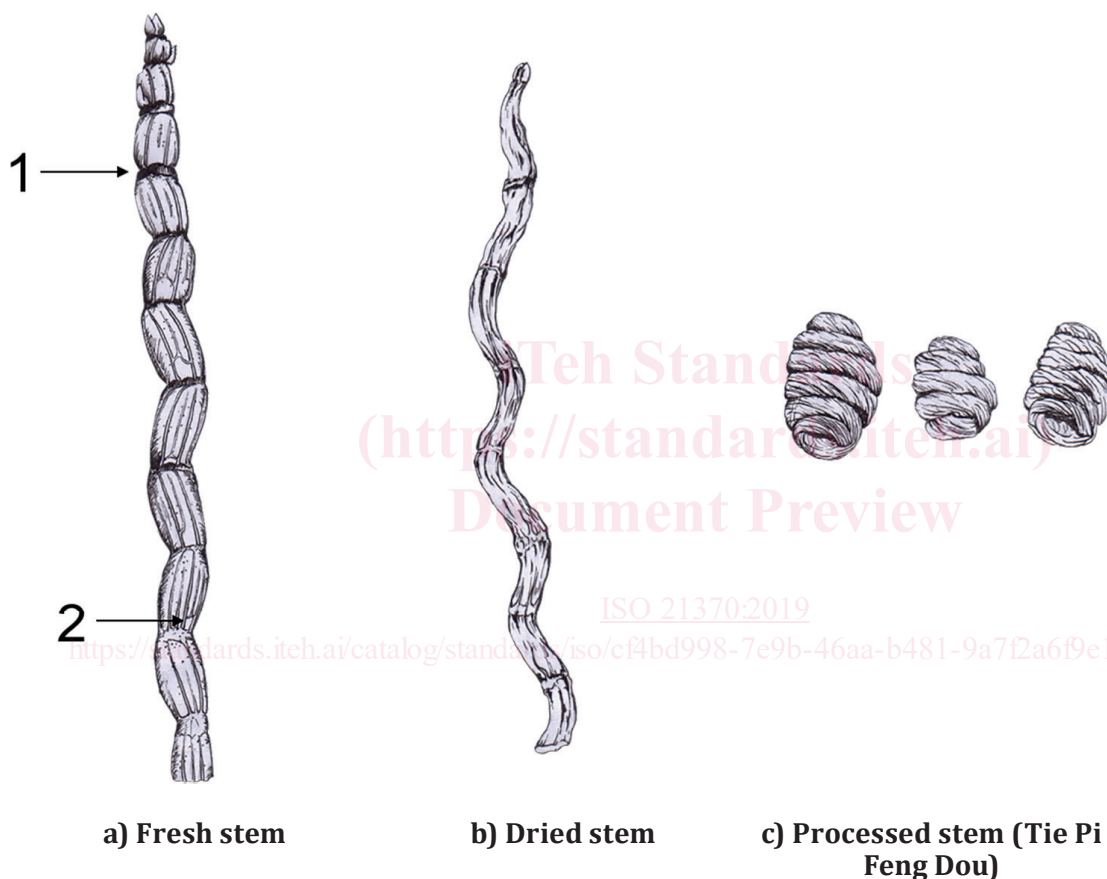 1
iTeh Standards
(https://standards.iteh.ai)
Document Preview
2
ISO 21370:2019
https://standards.iteh.ai/catalog/standards/iso/cf4bd998-7e9b-46aa-b481-9a7f2a6f9e1
a) Fresh stem
b) Dried stem
c) Processed stem (Tie Pi
Feng Dou)